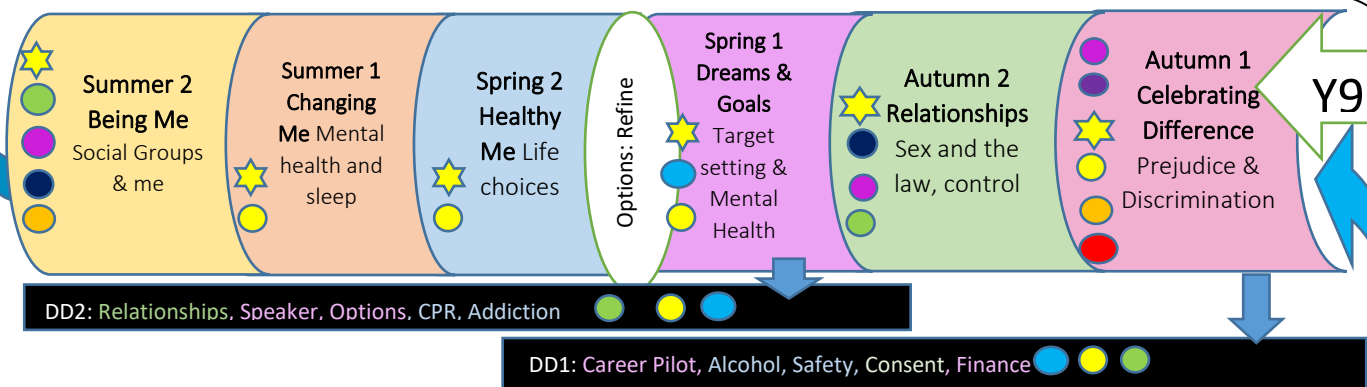 Summer 2
Being Me
Social Groups
& me
Summer 1
Changing
Me Mental
health and
sleep
Spring 2
Healthy
Me Life
choices
Options: Refine
Spring 1
Dreams &
Goals
Target
setting &
Mental
Health
Autumn 2
Relationships
Sex and the
law, control
Autumn 1
Celebrating
Difference
Prejudice &
Discrimination
Y9
DD2: Relationships, Speaker, Options, CPR, Addiction
DD1: Career Pilot, Alcohol, Safety, Consent, Finance